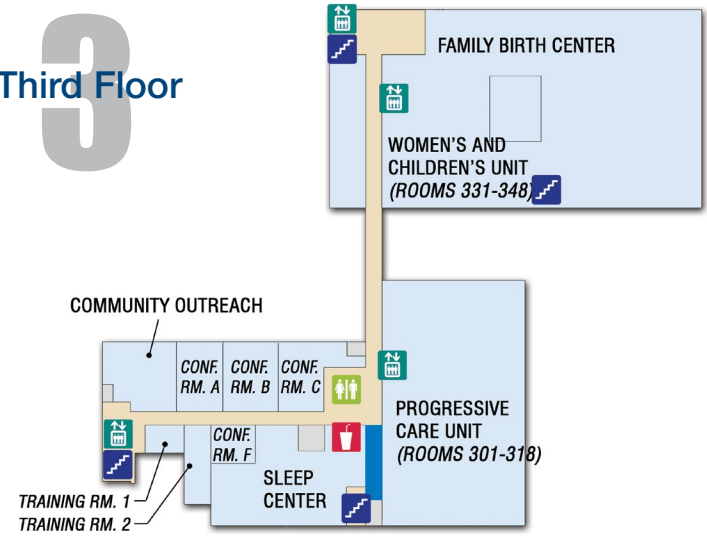 3
Third Floor
FAMILY BIRTH CENTER
WOMEN'S AND
CHILDREN'S UNIT
(ROOMS 331-348)
COMMUNITY OUTREACH
CONF.
RM. A
CONF.
RM. B
CONF.
RM. C
PROGRESSIVE
CARE UNIT
(ROOMS 301-318)
CONF.
RM. F
SLEEP
CENTER
TRAINING RM. 1
TRAINING RM. 2